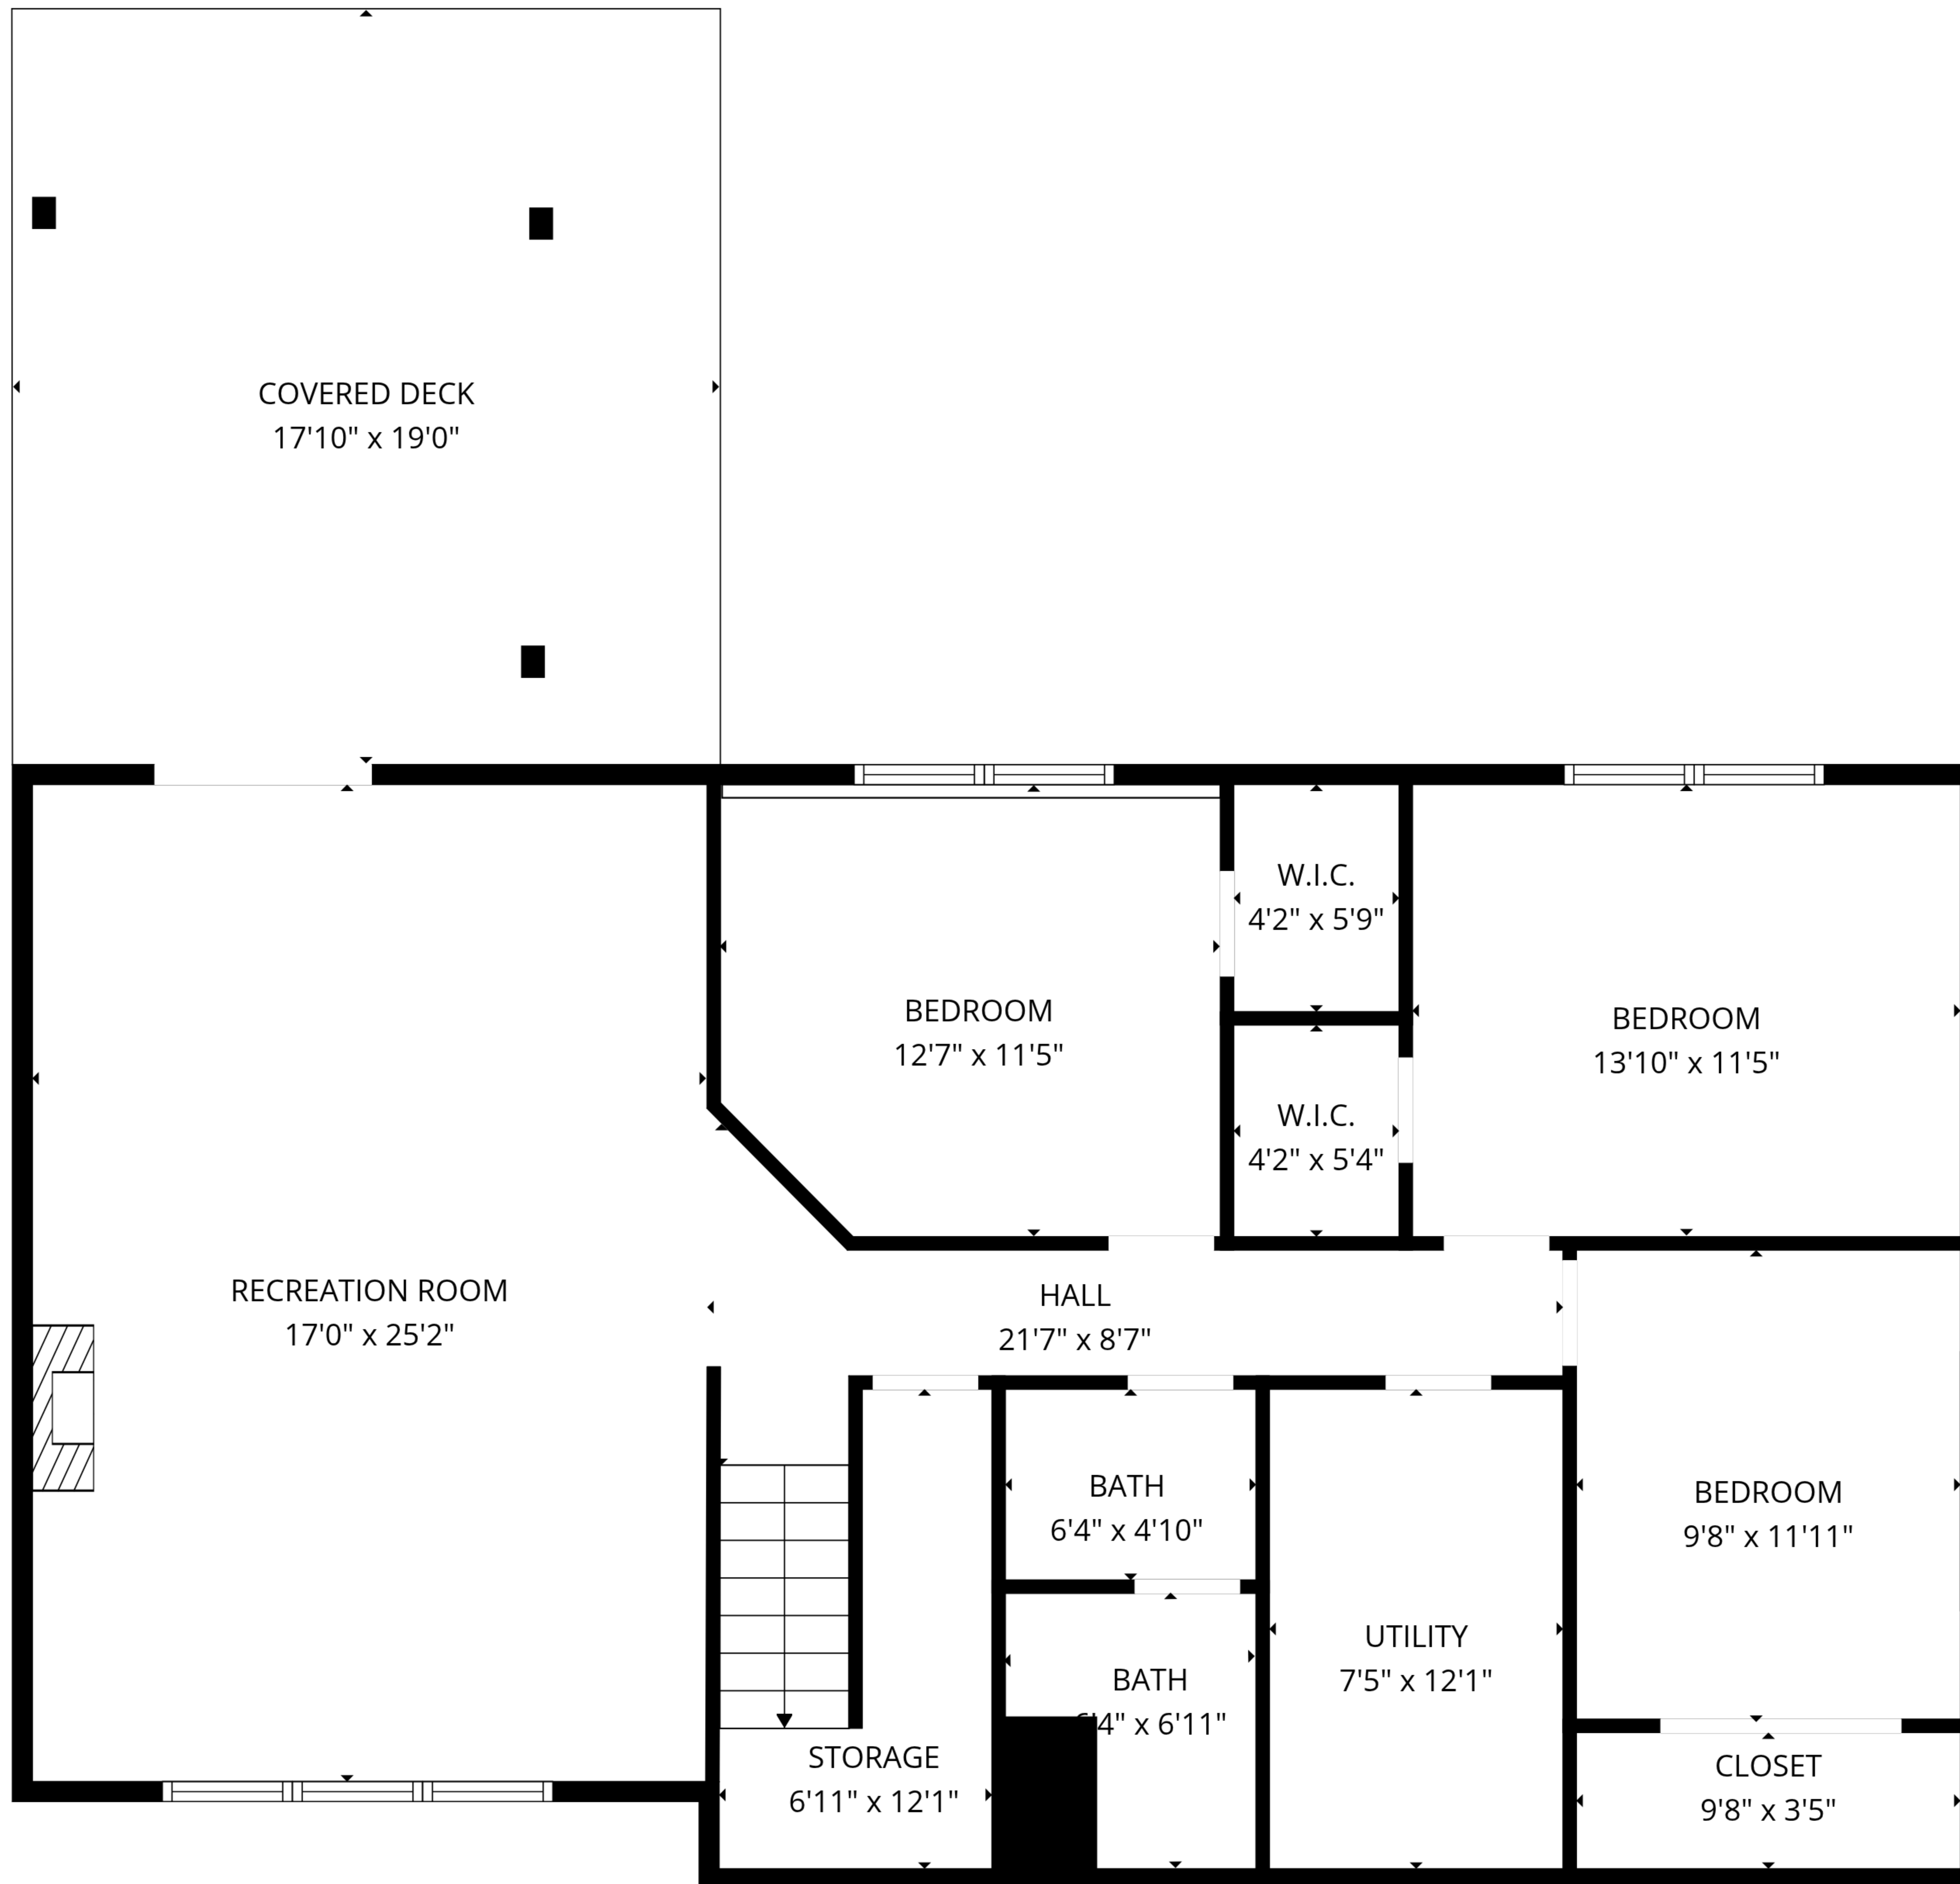 COVERED DECK
17'10" x 19'0"
W.I.C.
4'2" x 5'9"
BEDROOM
12'7" x 11'5"
BEDROOM
13'10" x 11'5"
W.I.C.
4'2" x 5'4"
RECREATION ROOM
17'0" x 25'2"
HALL
21'7" x 8'7"
BATH
6'4" x 4'10"
BEDROOM
9'8" x 11'11"
UTILITY
7'5" x 12'1"
BATH
6'4" x 6'11"
STORAGE
6'11" x 12'1"
CLOSET
9'8" x 3'5"